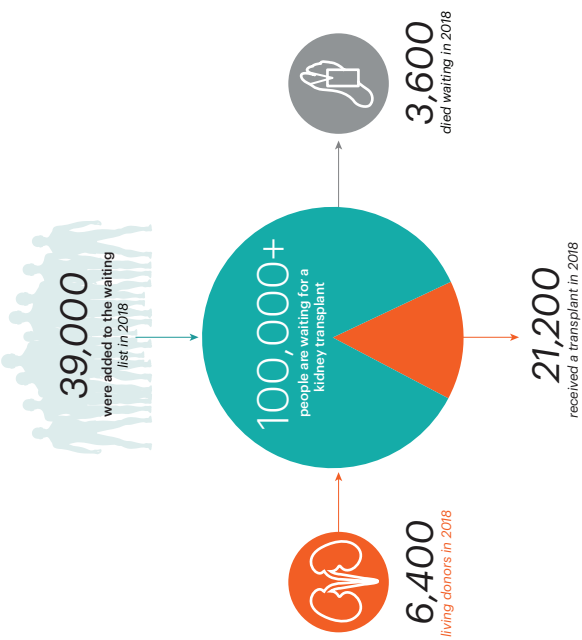 39,000
were added to the waiting
list in 2018
100,000+
people are waiting for a
kidney transplant
6,400
living donors in 2018
21,200
received a transplant in 2018
3,600
died waiting in 2018